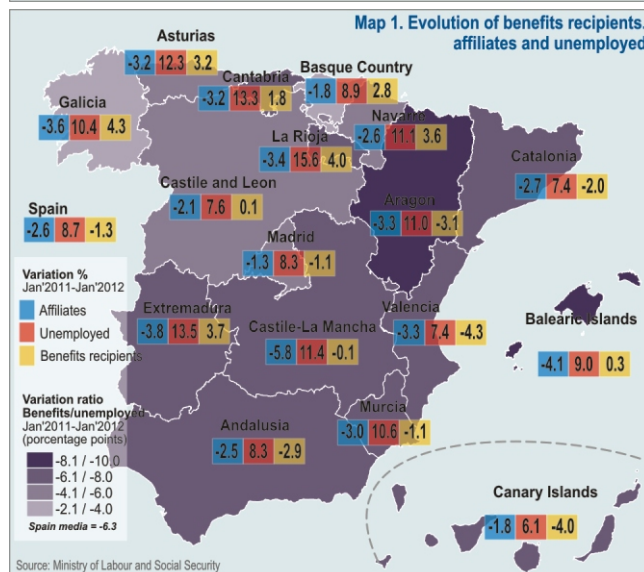 Map 1. Evolution of benefits recipients,
affiliates and unemployed
Asturias
-3.2 12.3 3.2
Cantabria
-3.2 13.3 1.8
Basque Country
-1.8 8.9 2.8
Galicia
-3.6 10.4 4.3
Navarre
-2.6 11.1 3.6
La Rioja
-3.4 15.6 4.0
Catalonia
-2.7 7.4 -2.0
Castile and Leon
-2.1 7.6 0.1
Aragon
-3.3 11.0 -3.1
Spain
-2.6 8.7 -1.3
Madrid
-1.3 8.3 -1.1
Variation %
Jan'2011-Jan'2012
Affiliates
Unemployed
Benefits recipients
Extremadura
-3.8 13.5 3.7
Castile-La Mancha
-5.8 11.4 -0.1
Valencia
-3.3 7.4 -4.3
Balearic Islands
-4.1 9.0 0.3
Variation ratio
Benefits/unemployed
Jan'2011-Jan'2012
(porcentage points)
-8.1 / -10.0
-6.1 / -8.0
-4.1 / -6.0
-2.1 / -4.0
Spain media = -6.3
Andalusia
-2.5 8.3 -2.9
Murcia
-3.0 10.6 -1.1
Canary Islands
-1.8 6.1 -4.0
Source: Ministry of Labour and Social Security